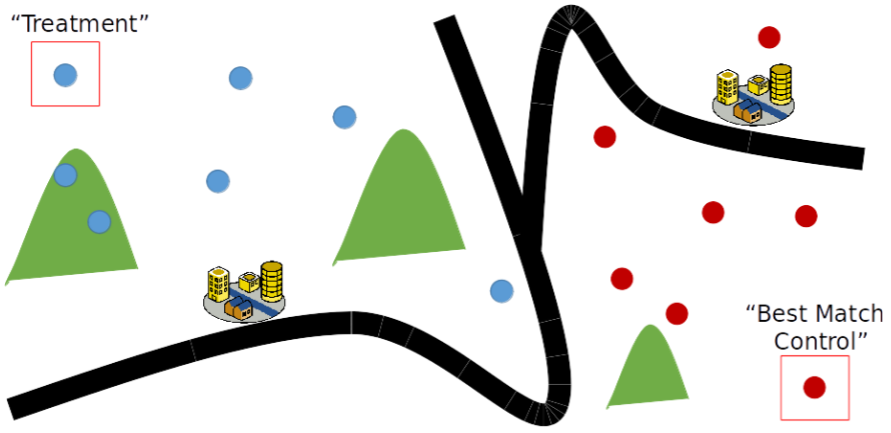 “Treatment”
“Best Match
Control”